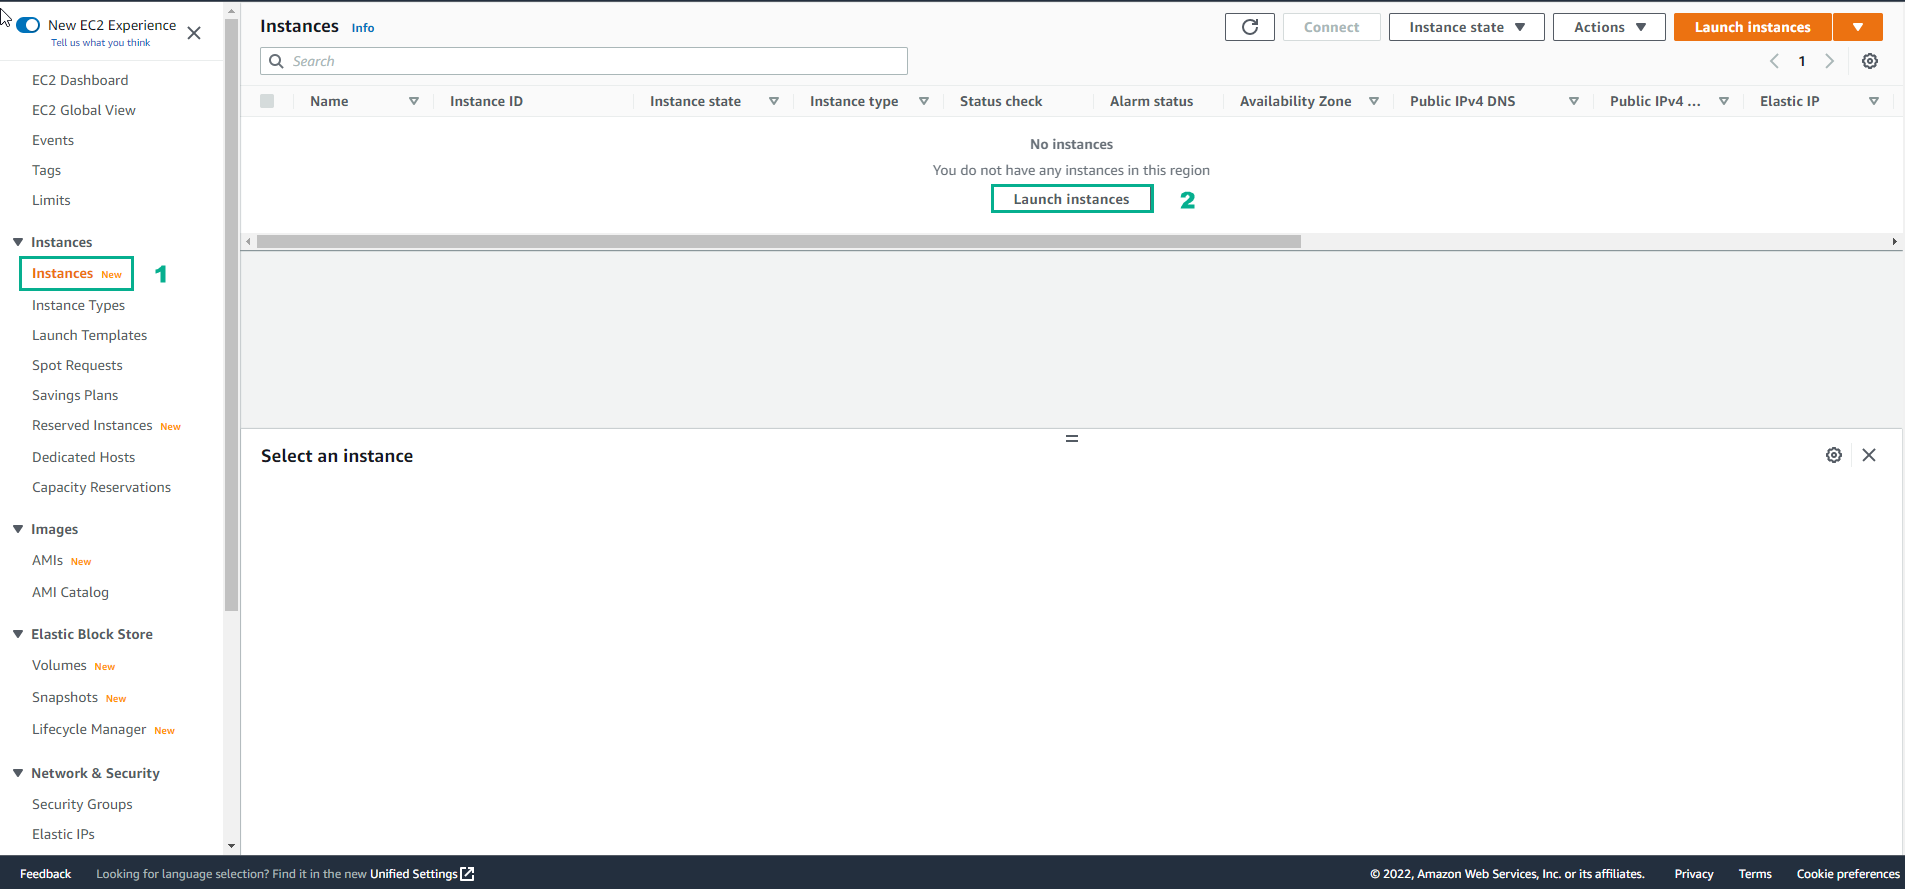 New EC2 Experience
Tell us what you think
EC2 Dashboard
EC2 Global View
Events
Tags
Limits
Instances
Instances New
1
Instance Types
Launch Templates
Spot Requests
Savings Plans
Reserved Instances New
Dedicated Hosts
Capacity Reservations
Images
AMIs New
AMI Catalog
Elastic Block Store
Volumes New
Snapshots New
Lifecycle Manager New
Network & Security
Security Groups
Elastic IPs
Instances Info
Connect Instance state Actions Launch instances
Search
1
Name Instance ID Instance state Instance type Status check Alarm status Availability Zone Public IPv4 DNS Public IPv4 ... Elastic IP
No instances
You do not have any instances in this region
Launch instances 2
Select an instance
Feedback Looking for language selection? Find it in the new Unified Settings © 2022, Amazon Web Services, Inc. or its affiliates. Privacy Terms Cookie preferences